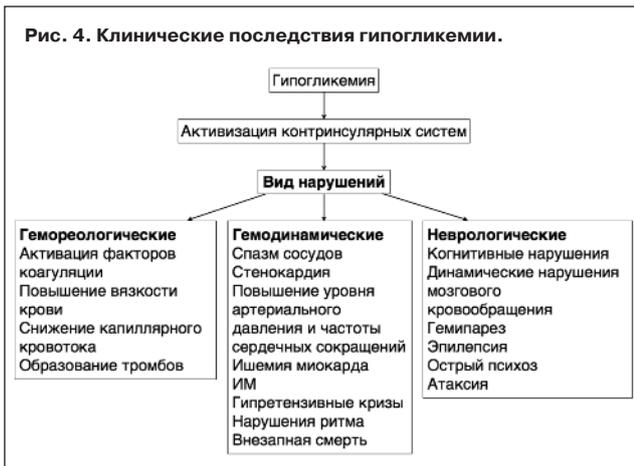 Рис. 4. Клинические последствия гипогликемии.
Гипогликемия
Активизация контринсулярных систем
Вид нарушений
Гемореологические
Активация факторов
коагуляции
Повышение вязкости
крови
Снижение капиллярного
кровотока
Образование тромбов
Гемодинамические
Спазм сосудов
Стенокардия
Повышение уровня
артериального
давления и частоты
сердечных сокращений
Ишемия миокарда
ИМ
Гипретензивные кризы
Нарушения ритма
Внезапная смерть
Неврологические
Когнитивные нарушения
Динамические нарушения
мозгового
кровообращения
Гемипарез
Эпилепсия
Острый психоз
Атаксия